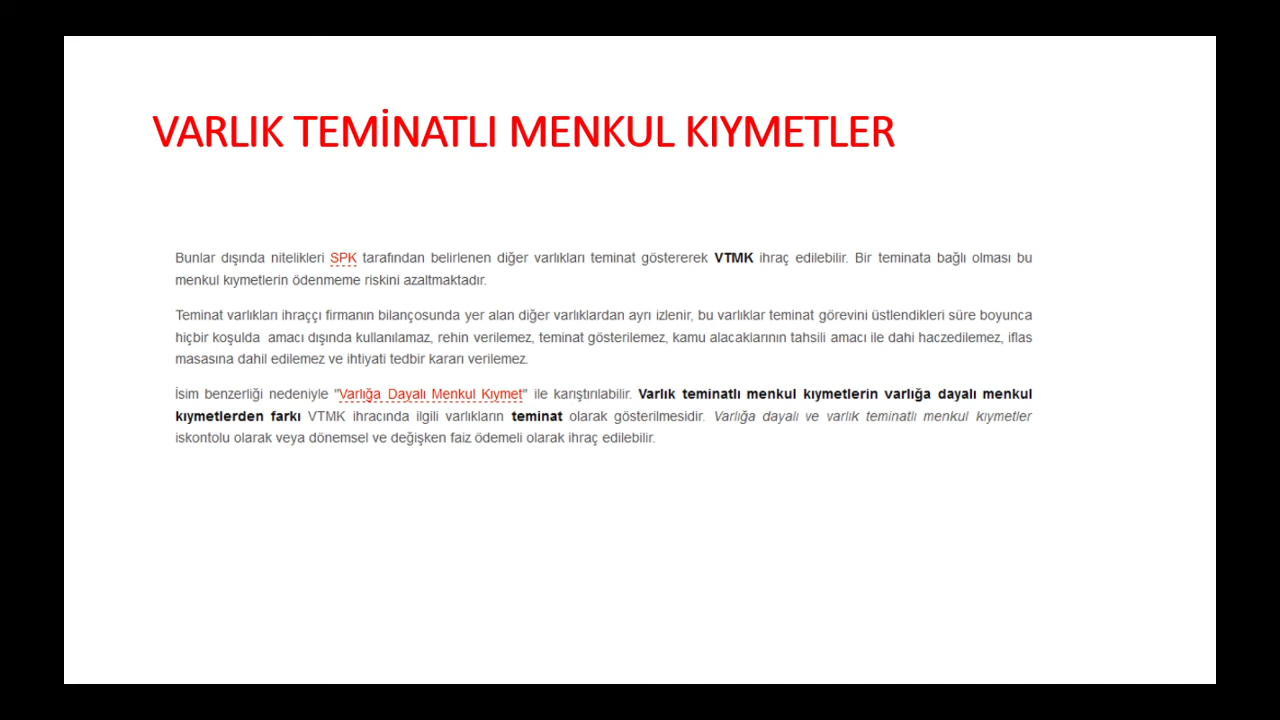 VARLIK TEMİNATLI MENKUL KIYMETLER
Bunlar dışında nitelikleri SPK tarafından belirlenen diğer varlıkları teminat göstererek VTMK ihraç edilebilir. Bir teminata bağlı olması bu
menkul kıymetlerin ödenmeme riskini azaltmaktadır.
Teminat varlıkları ihraççı firmanın bilançosunda yer alan diğer varlıklardan ayrı izlenir, bu varlıklar teminat görevini üstlendikleri süre boyunca
hiçbir koşulda amacı dışında kullanılamaz, rehin verilemez, teminat gösterilemez, kamu alacaklarının tahsili amacı ile dahi haczedilemez, iflas
masasına dahil edilemez ve ihtiyati tedbir kararı verilemez.
İsim benzerliği nedeniyle "Varlığa Dayalı Menkul Kıymet" ile karıştırılabilir. Varlık teminatlı menkul kıymetlerin varlığa dayalı menkul
kıymetlerden farkı VTMK ihracında ilgili varlıkların teminat olarak gösterilmesidir. Varlığa dayalı ve varlık teminatlı menkul kıymetler
iskontolu olarak veya dönemsel ve değişken faiz ödemeli olarak ihraç edilebilir.